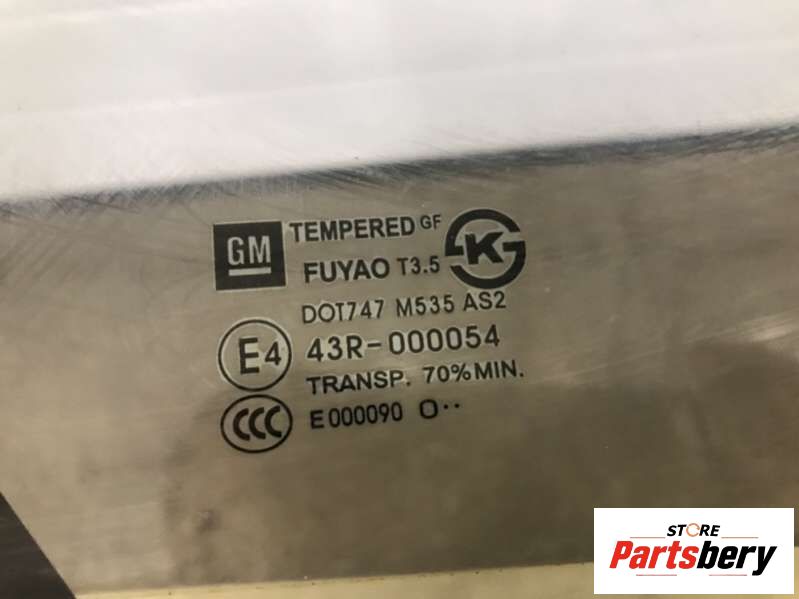 GM
TEMPERED GF
FUYAO T3.5
K
DOT747 M535 AS2
E4
43R-000054
TRANSP. 70%MIN.
CCC
E000090 0··
STORE
Partsbery